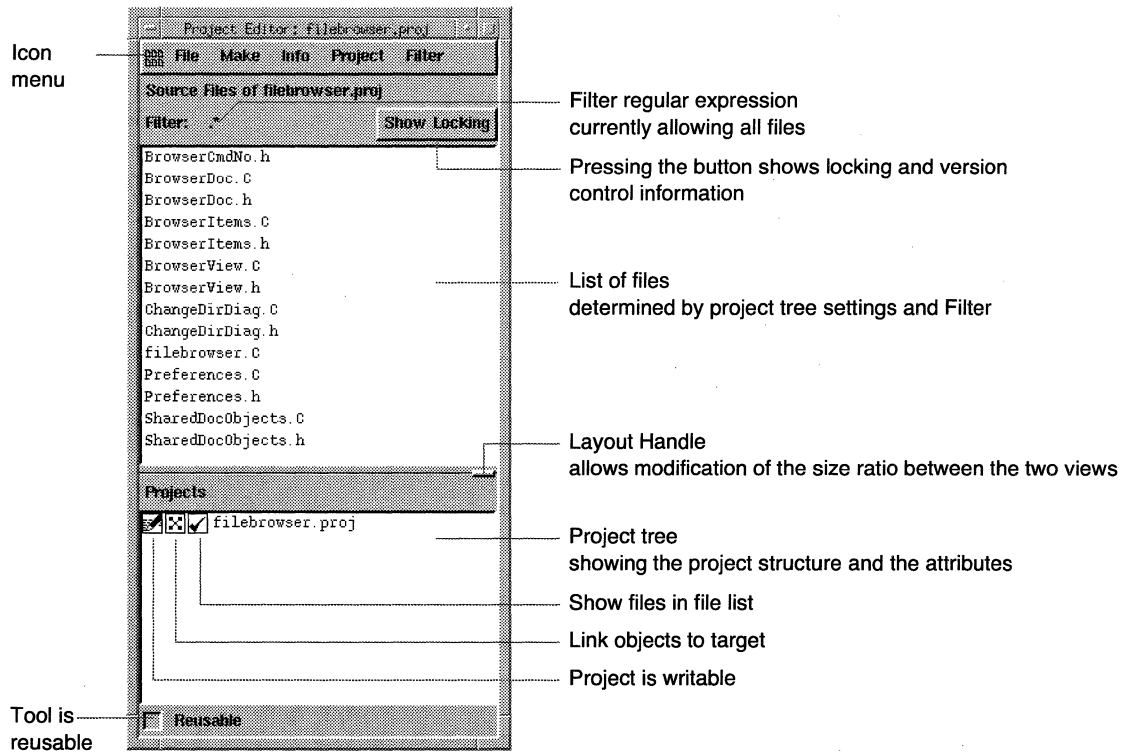 Project Editor: filebrowser.proj
Icon
menu
File Make Info Project Filter
Source Files of filebrowser.proj
Filter: .*
Show Locking
Filter regular expression
currently allowing all files
Pressing the button shows locking and version
control information
BrowserCmdNo.h
BrowserDoc.C
BrowserDoc.h
BrowserItems.C
BrowserItems.h
BrowserView.C
BrowserView.h
ChangeDirDiag.C
ChangeDirDiag.h
filebrowser.C
Preferences.C
Preferences.h
SharedDocObjects.C
SharedDocObjects.h
List of files
determined by project tree settings and Filter
Layout Handle
allows modification of the size ratio between the two views
Projects
filebrowser.proj
Project tree
showing the project structure and the attributes
Show files in file list
Link objects to target
Project is writable
Tool is
reusable
Reusable